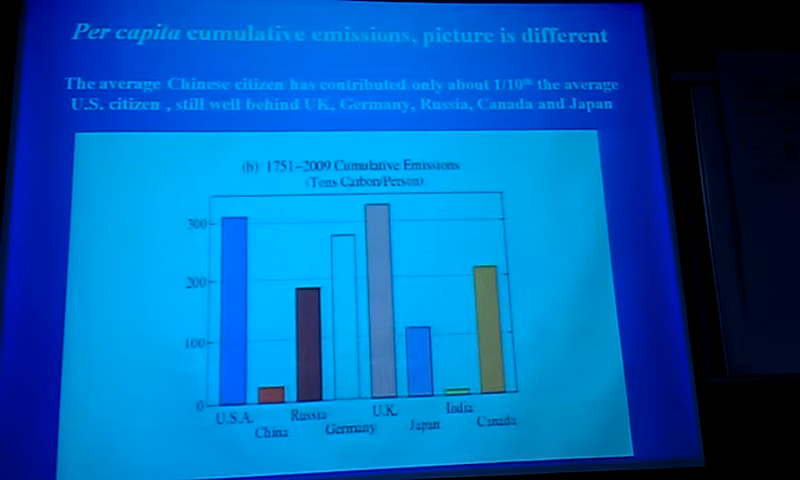 Per capita cumulative emissions, picture is different
The average Chinese citizen has contributed only about 1/10th the average
U.S. citizen , still well behind UK, Germany, Russia, Canada and Japan
(b) 1751-2009 Cumulative Emissions
(Tons Carbon/Person)
300
200
100
0
U.S.A. Russia U.K. India
China Germany Japan Canada